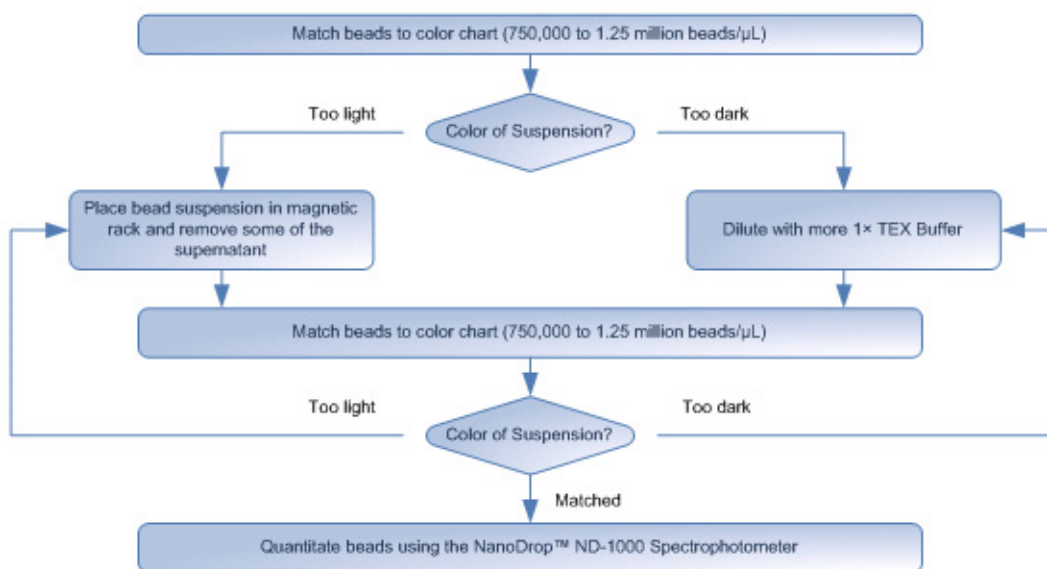 Match beads to color chart (750,000 to 1.25 million beads/µL)
Too light
Color of Suspension?
Too dark
Place bead suspension in magnetic
rack and remove some of the
supernatant
Dilute with more 1× TEX Buffer
Match beads to color chart (750,000 to 1.25 million beads/µL)
Too light
Color of Suspension?
Too dark
Matched
Quantitate beads using the NanoDrop™ ND-1000 Spectrophotometer